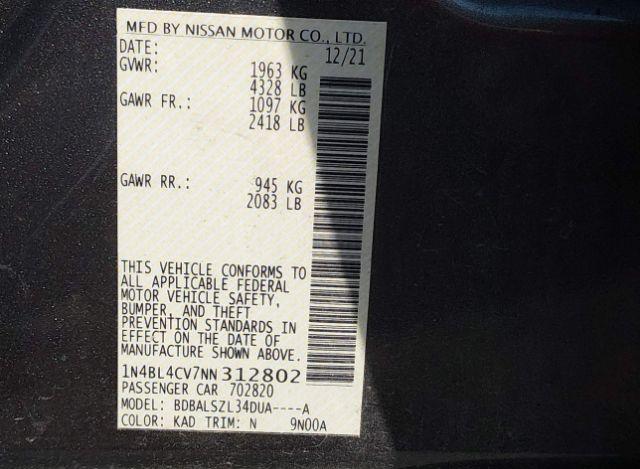 MFD BY NISSAN MOTOR CO., LTD.
DATE: 12/21
GVWR: 1963 KG
4328 LB
GAWR FR.: 1097 KG
2418 LB
GAWR RR.: 945 KG
2083 LB
THIS VEHICLE CONFORMS TO
ALL APPLICABLE FEDERAL
MOTOR VEHICLE SAFETY,
BUMPER, AND THEFT
PREVENTION STANDARDS IN
EFFECT ON THE DATE OF
MANUFACTURE SHOWN ABOVE.
1N4BL4CV7NN312802
PASSENGER CAR 702820
MODEL: BDBALSZL34DUA----A
COLOR: KAD TRIM: N 9N00A